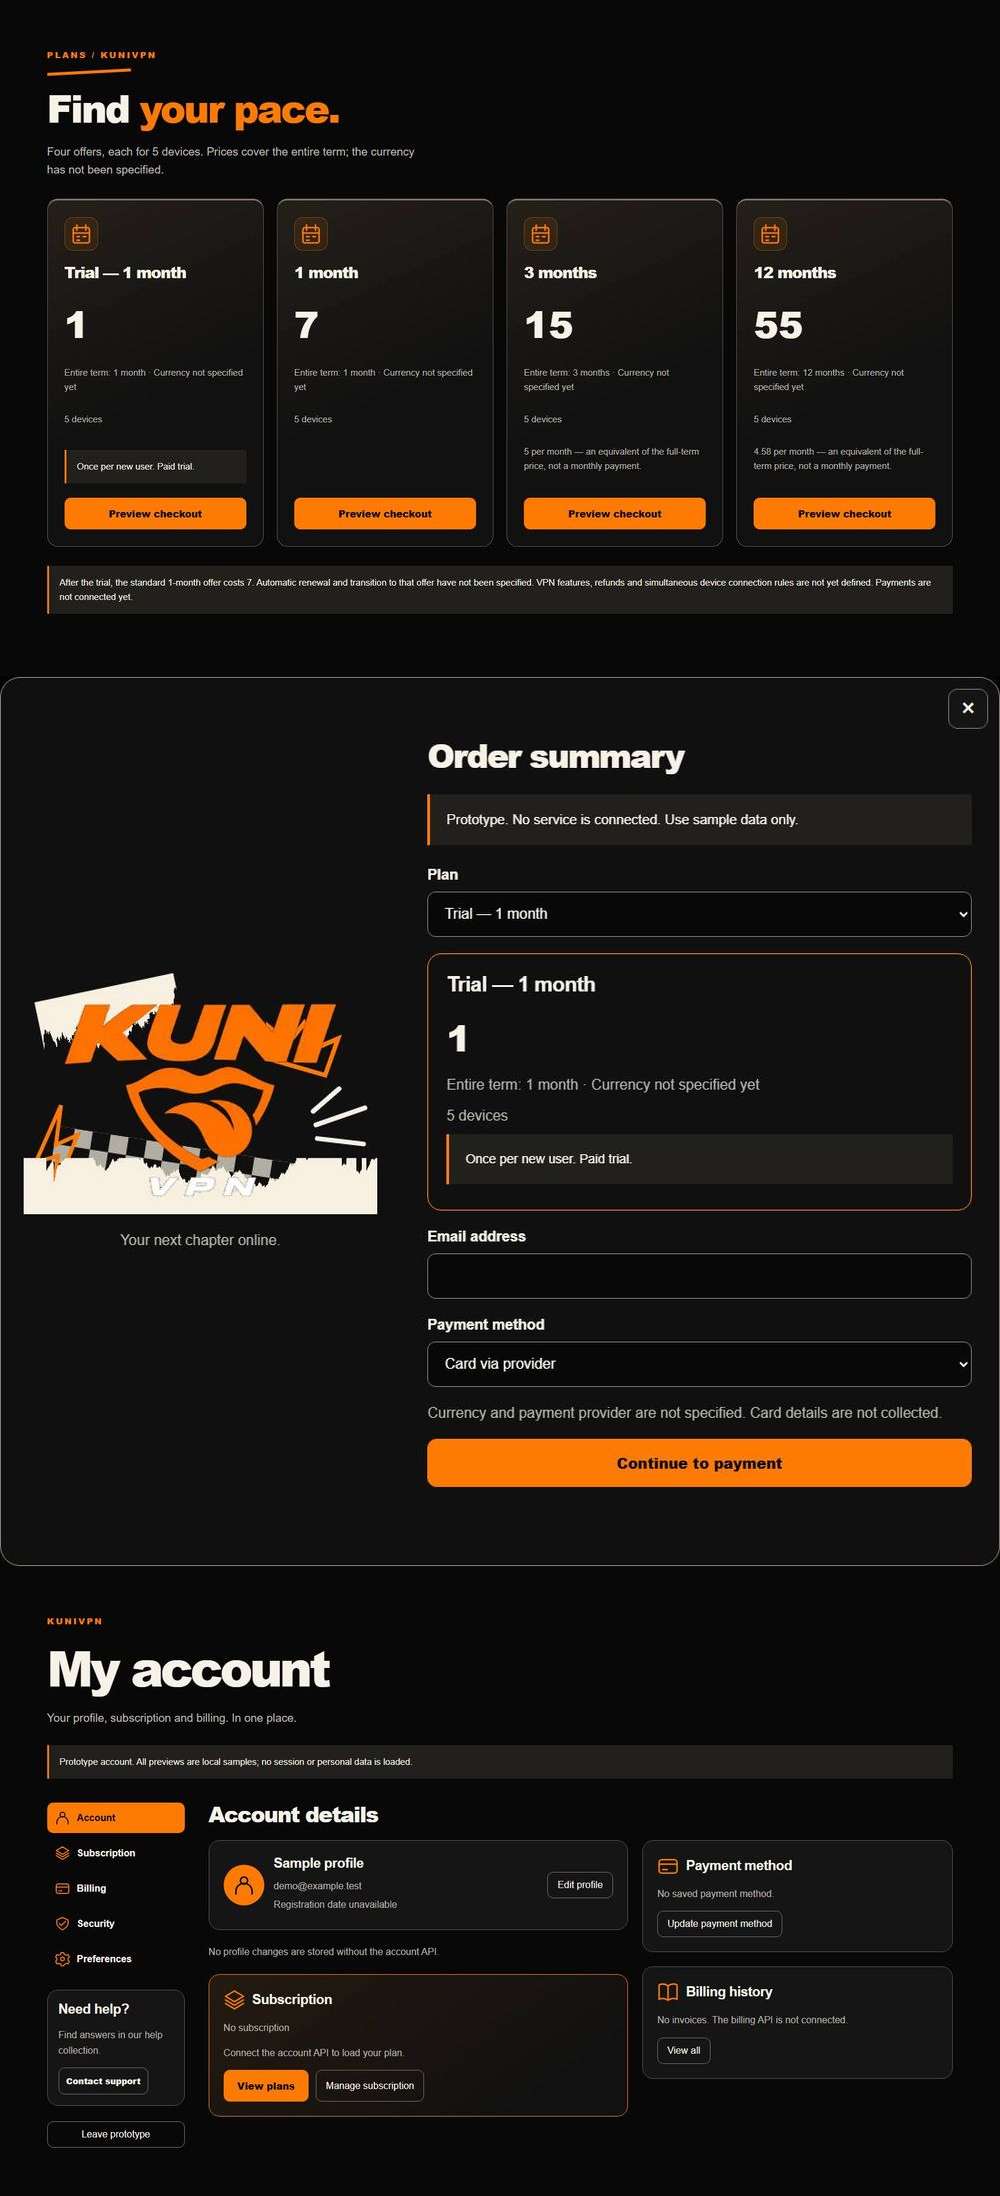 PLANS / KUNIVPN
Find your pace.
Four offers, each for 5 devices. Prices cover the entire term; the currency
has not been specified.
Trial — 1 month
1
Entire term: 1 month · Currency not specified
yet
5 devices
Once per new user. Paid trial.
Preview checkout
1 month
7
Entire term: 1 month · Currency not specified
yet
5 devices
Preview checkout
3 months
15
Entire term: 3 months · Currency not
specified yet
5 devices
5 per month — an equivalent of the full-term
price, not a monthly payment.
Preview checkout
12 months
55
Entire term: 12 months · Currency not
specified yet
5 devices
4.58 per month — an equivalent of the full-
term price, not a monthly payment.
Preview checkout
After the trial, the standard 1-month offer costs 7. Automatic renewal and transition to that offer have not been specified. VPN features, refunds and simultaneous device connection rules are not yet defined. Payments are
not connected yet.
KUNI
VPN
Your next chapter online.
Order summary
Prototype. No service is connected. Use sample data only.
Plan
Trial — 1 month
Trial — 1 month
1
Entire term: 1 month · Currency not specified yet
5 devices
Once per new user. Paid trial.
Email address
Payment method
Card via provider
Currency and payment provider are not specified. Card details are not collected.
Continue to payment
KUNIVPN
My account
Your profile, subscription and billing. In one place.
Prototype account. All previews are local samples; no session or personal data is loaded.
Account
Subscription
Billing
Security
Preferences
Need help?
Find answers in our help
collection.
Contact support
Leave prototype
Account details
Sample profile
demo@example.test
Registration date unavailable
Edit profile
No profile changes are stored without the account API.
Subscription
No subscription
Connect the account API to load your plan.
View plans
Manage subscription
Payment method
No saved payment method.
Update payment method
Billing history
No invoices. The billing API is not connected.
View all